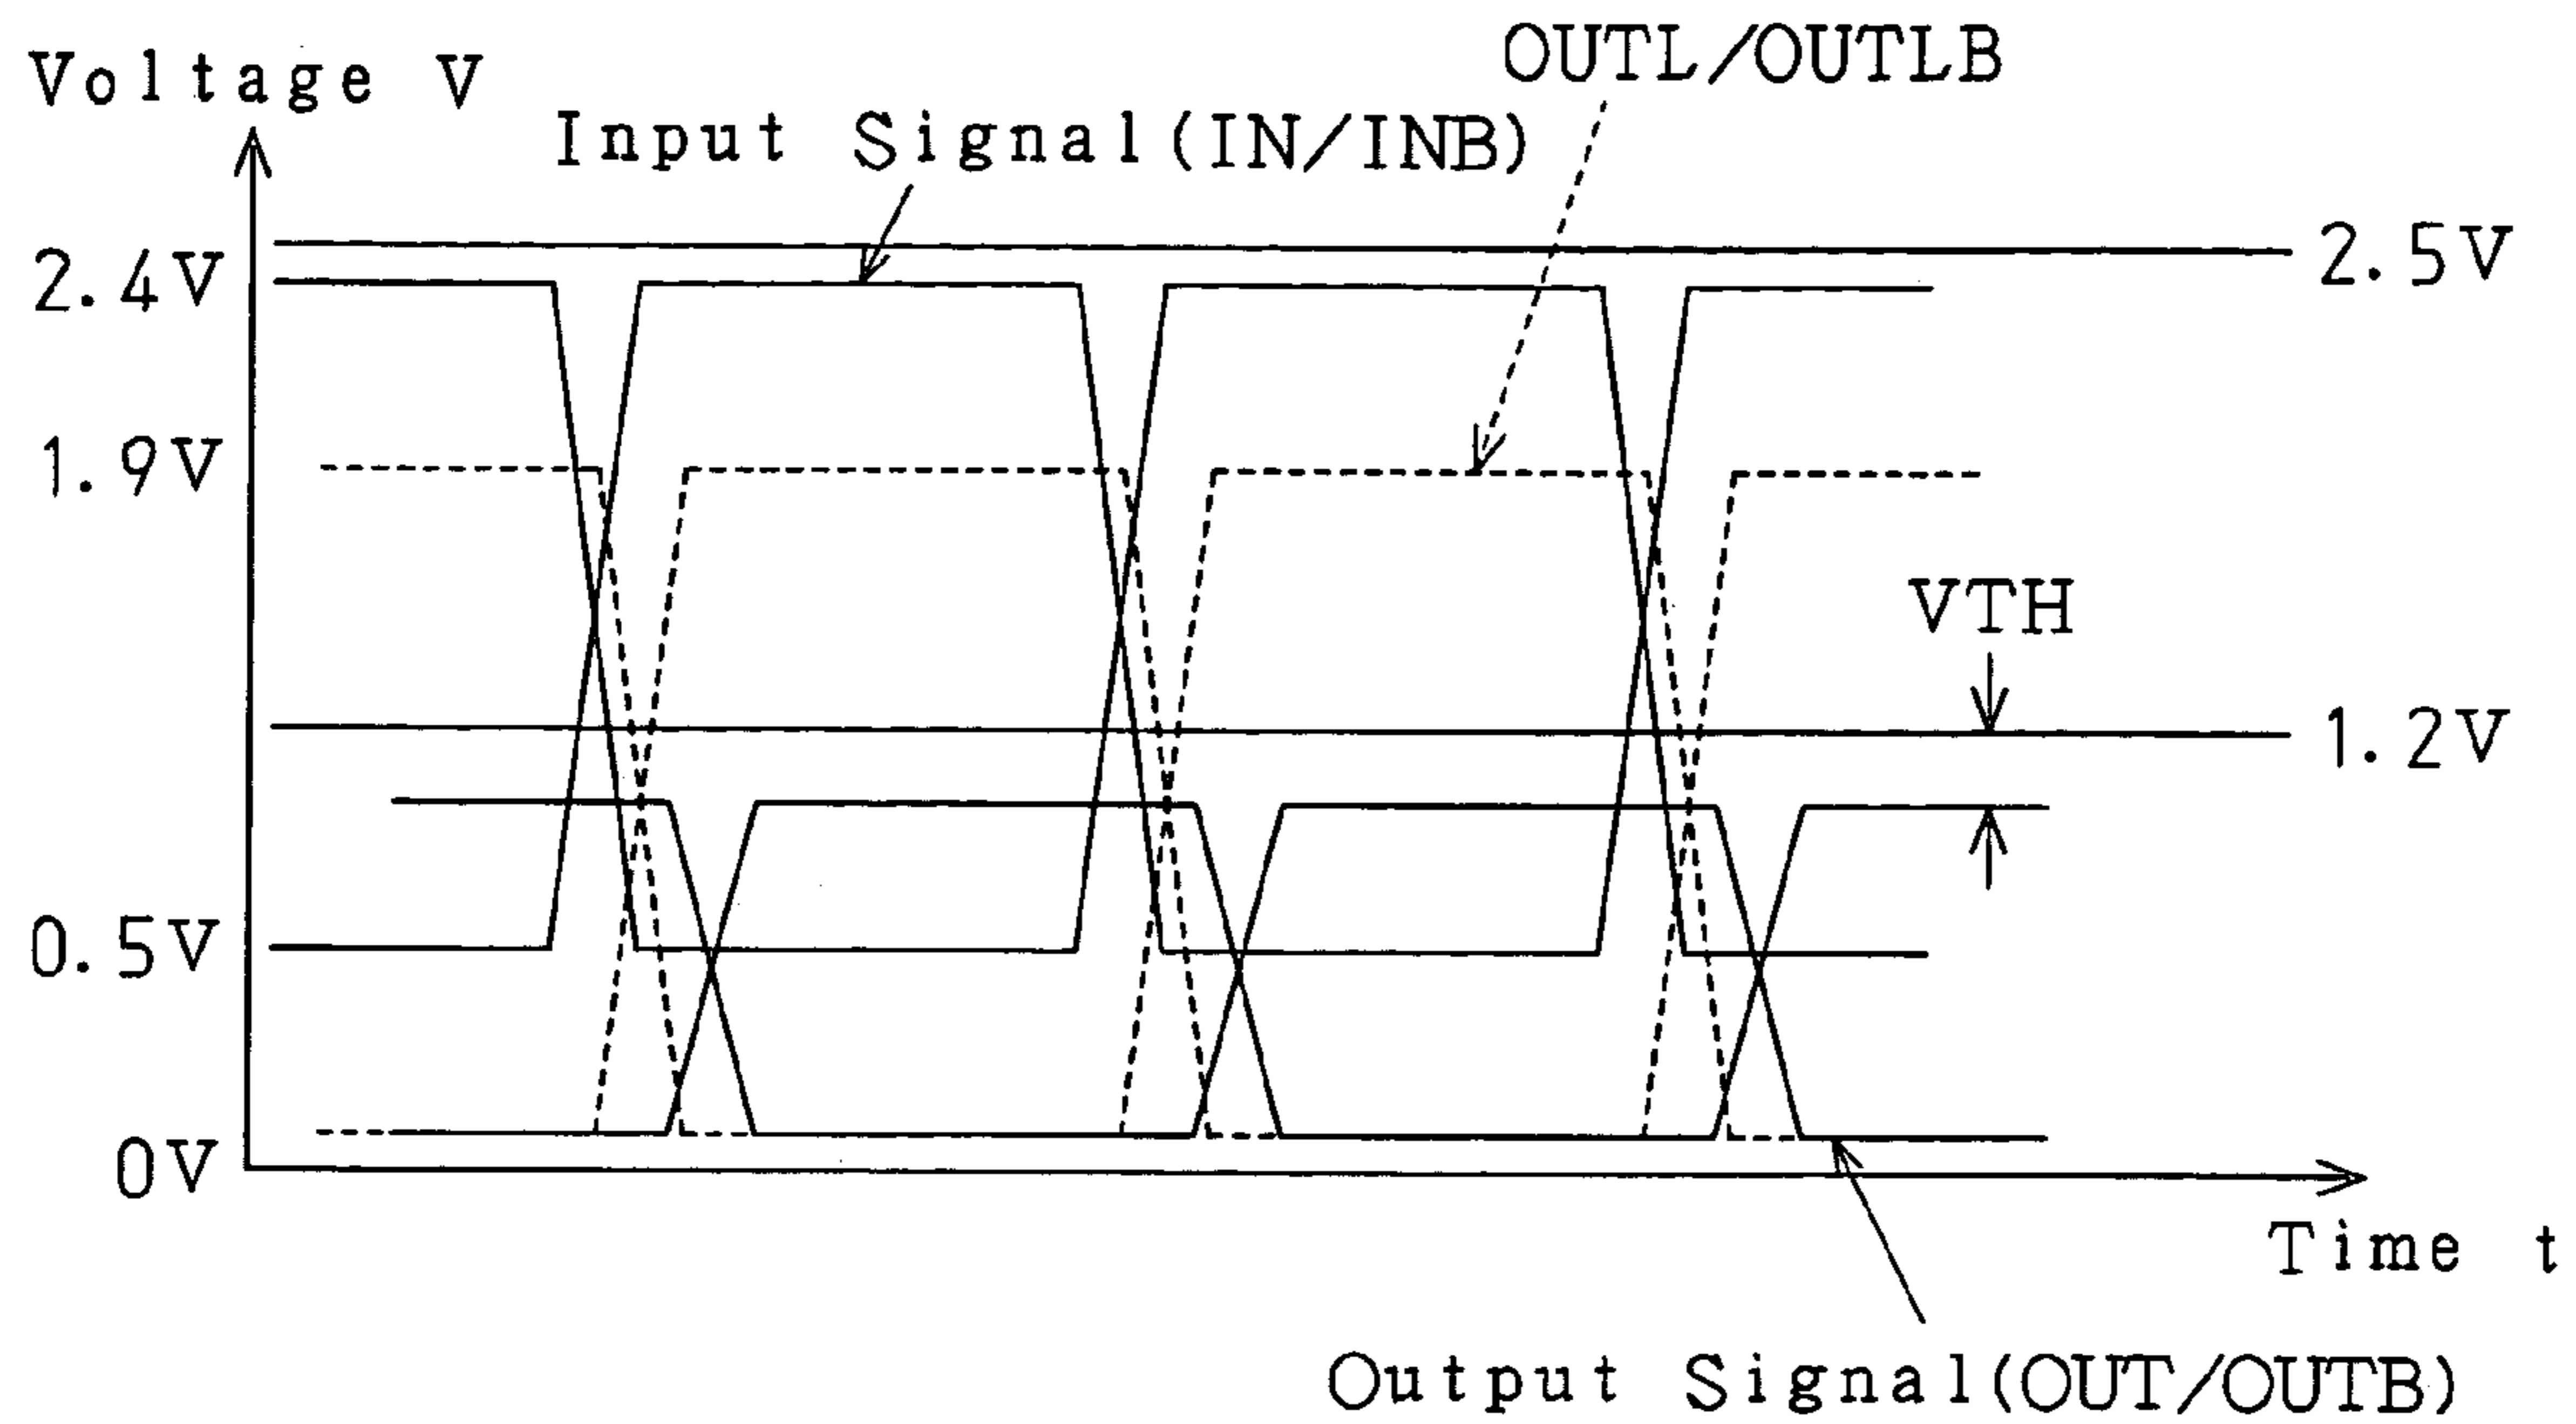 OUTL/OUTLB
Voltage V
Input Signal(IN/INB)
2.4V
2.5V
1.9V
VTH
1.2V
0.5V
0V
Time t
Output Signal(OUT/OUTB)